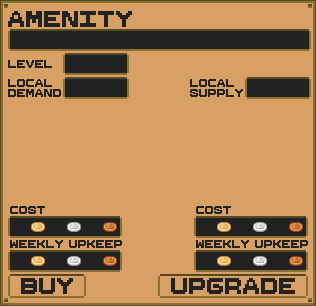 AMENITY
LEVEL
LOCAL DEMAND
LOCAL SUPPLY
COST
COST
WEEKLY UPKEEP
WEEKLY UPKEEP
BUY
UPGRADE